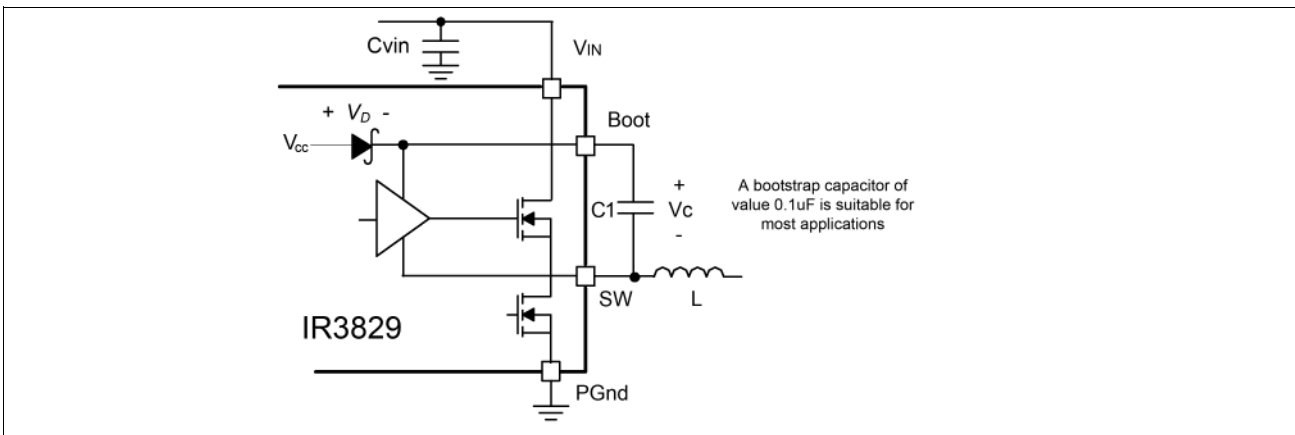 Cvin
VIN
+ VD -
Boot
Vcc
+
C1
Vc
-
A bootstrap capacitor of
value 0.1uF is suitable for
most applications
SW
L
IR3829
PGnd